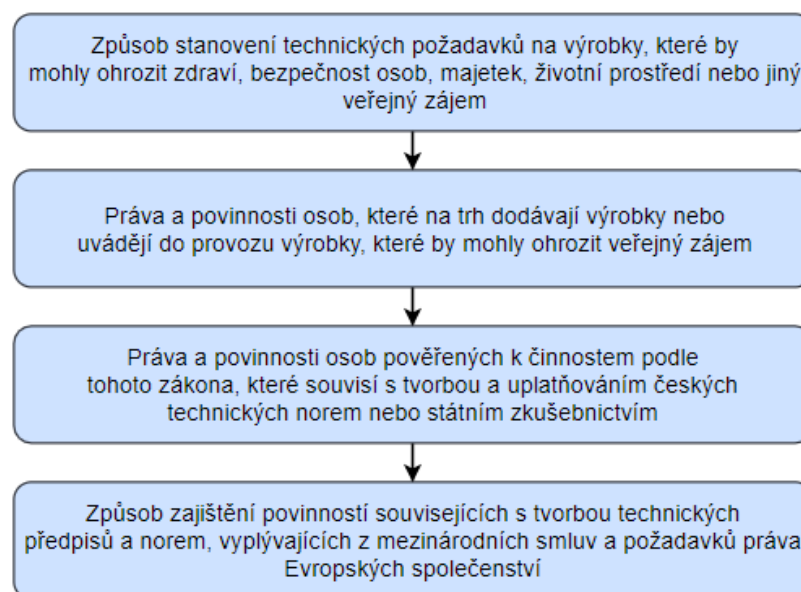 Způsob stanovení technických požadavků na výrobky, které by
mohly ohrozit zdraví, bezpečnost osob, majetek, životní prostředí nebo jiný
veřejný zájem
Práva a povinnosti osob, které na trh dodávají výrobky nebo
uvádějí do provozu výrobky, které by mohly ohrozit veřejný zájem
Práva a povinnosti osob pověřených k činnostem podle
tohoto zákona, které souvisí s tvorbou a uplatňováním českých
technických norem nebo státním zkušebnictvím
Způsob zajištění povinností souvisejících s tvorbou technických
předpisů a norem, vyplývajících z mezinárodních smluv a požadavků práva
Evropských společenství